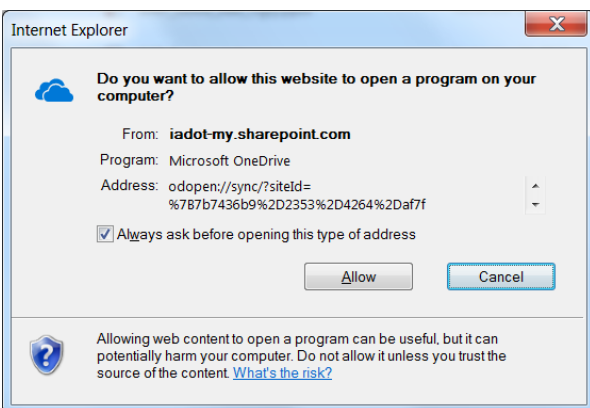 Internet Explorer
Do you want to allow this website to open a program on your
computer?
From: iadot-my.sharepoint.com
Program: Microsoft OneDrive
Address: odopen://sync/?siteId=
%7B7b7436b9%2D2353%2D4264%2Daf7f
Always ask before opening this type of address
Allow Cancel
Allowing web content to open a program can be useful, but it can
potentially harm your computer. Do not allow it unless you trust the
source of the content. What's the risk?